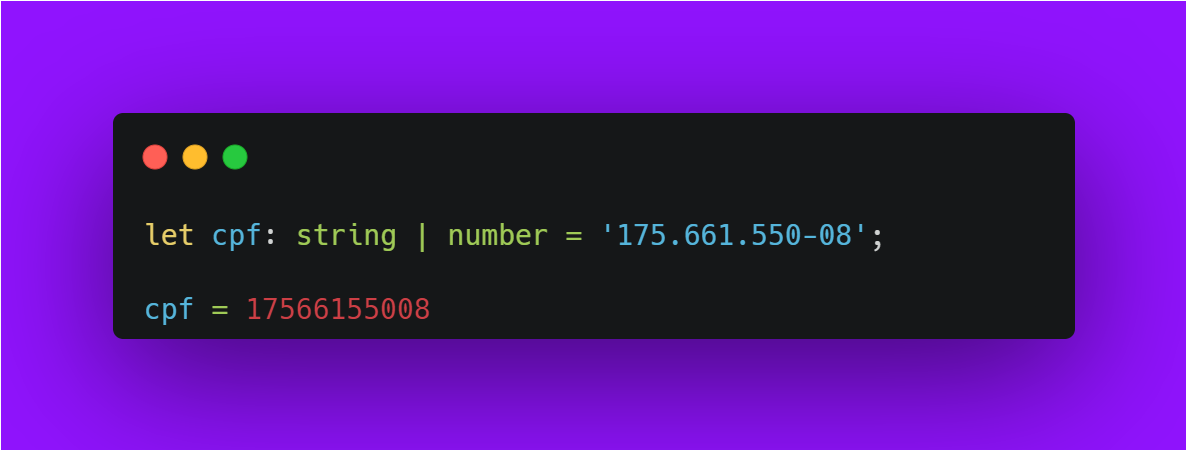 let cpf: string | number = '175.661.550-08';
cpf = 17566155008